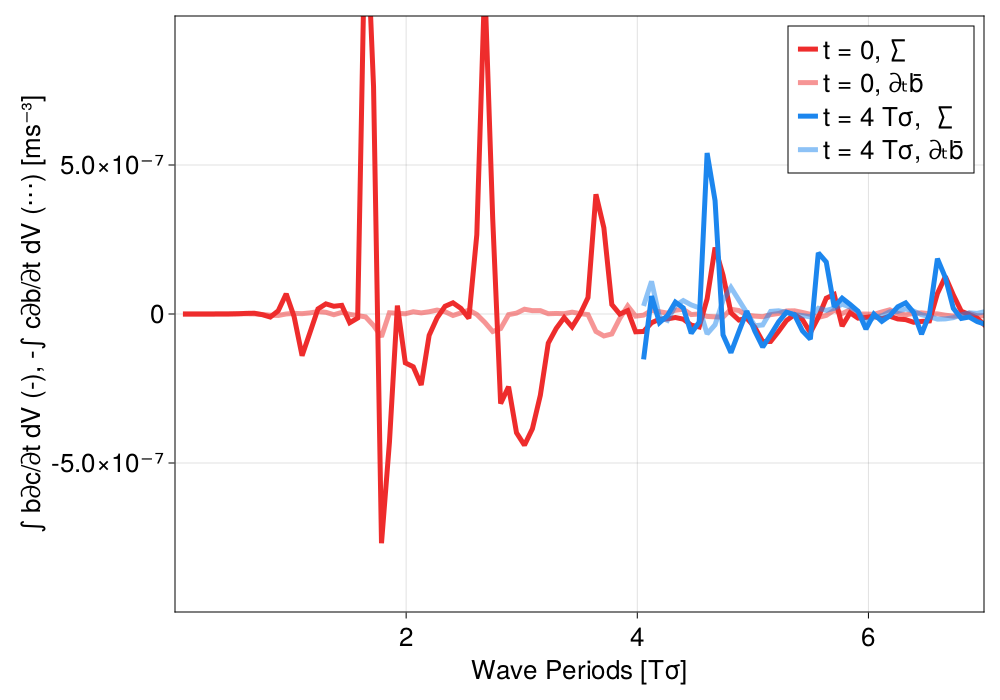 t = 0, Σ
t = 0, ∂ₜb̄
t = 4 Tσ, Σ
t = 4 Tσ, ∂ₜb̄
∫ b∂c/∂t dV (-), -∫ c∂b/∂t dV (⋯) [ms⁻³]
5.0×10⁻⁷
0
-5.0×10⁻⁷
2 4 6
Wave Periods [Tσ]